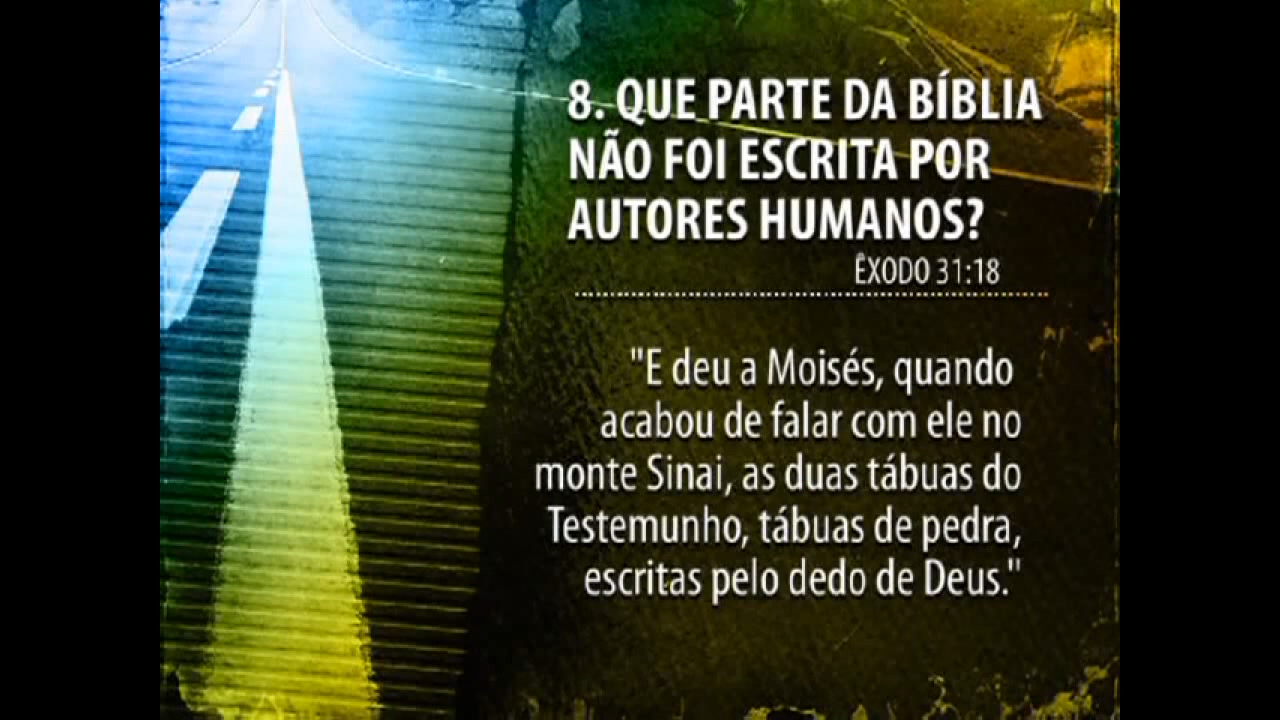 8. QUE PARTE DA BÍBLIA
NÃO FOI ESCRITA POR
AUTORES HUMANOS?
ÊXODO 31:18
"E deu a Moisés, quando
acabou de falar com ele no
monte Sinai, as duas tábuas do
Testemunho, tábuas de pedra,
escritas pelo dedo de Deus."